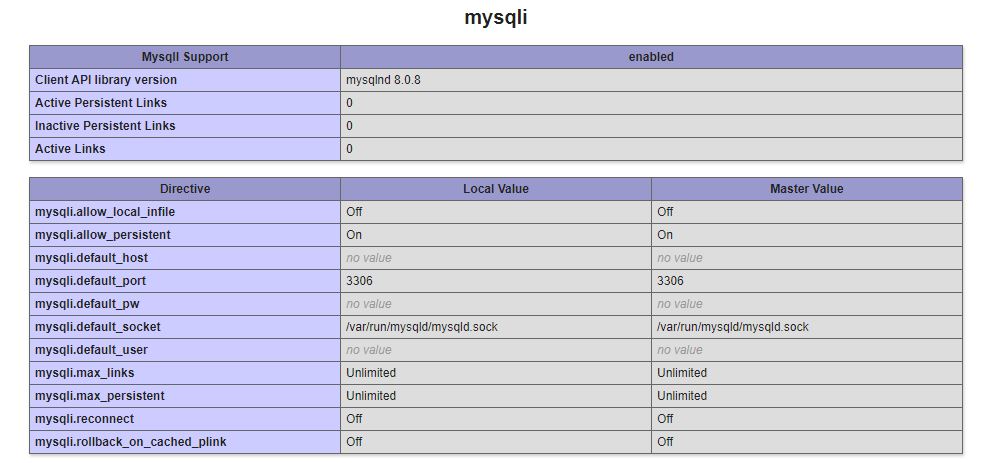 mysqli
MysqlI Support enabled
Client API library version mysqlnd 8.0.8
Active Persistent Links 0
Inactive Persistent Links 0
Active Links 0
Directive Local Value Master Value
mysqli.allow_local_infile Off Off
mysqli.allow_persistent On On
mysqli.default_host no value no value
mysqli.default_port 3306 3306
mysqli.default_pw no value no value
mysqli.default_socket /var/run/mysqld/mysqld.sock /var/run/mysqld/mysqld.sock
mysqli.default_user no value no value
mysqli.max_links Unlimited Unlimited
mysqli.max_persistent Unlimited Unlimited
mysqli.reconnect Off Off
mysqli.rollback_on_cached_plink Off Off